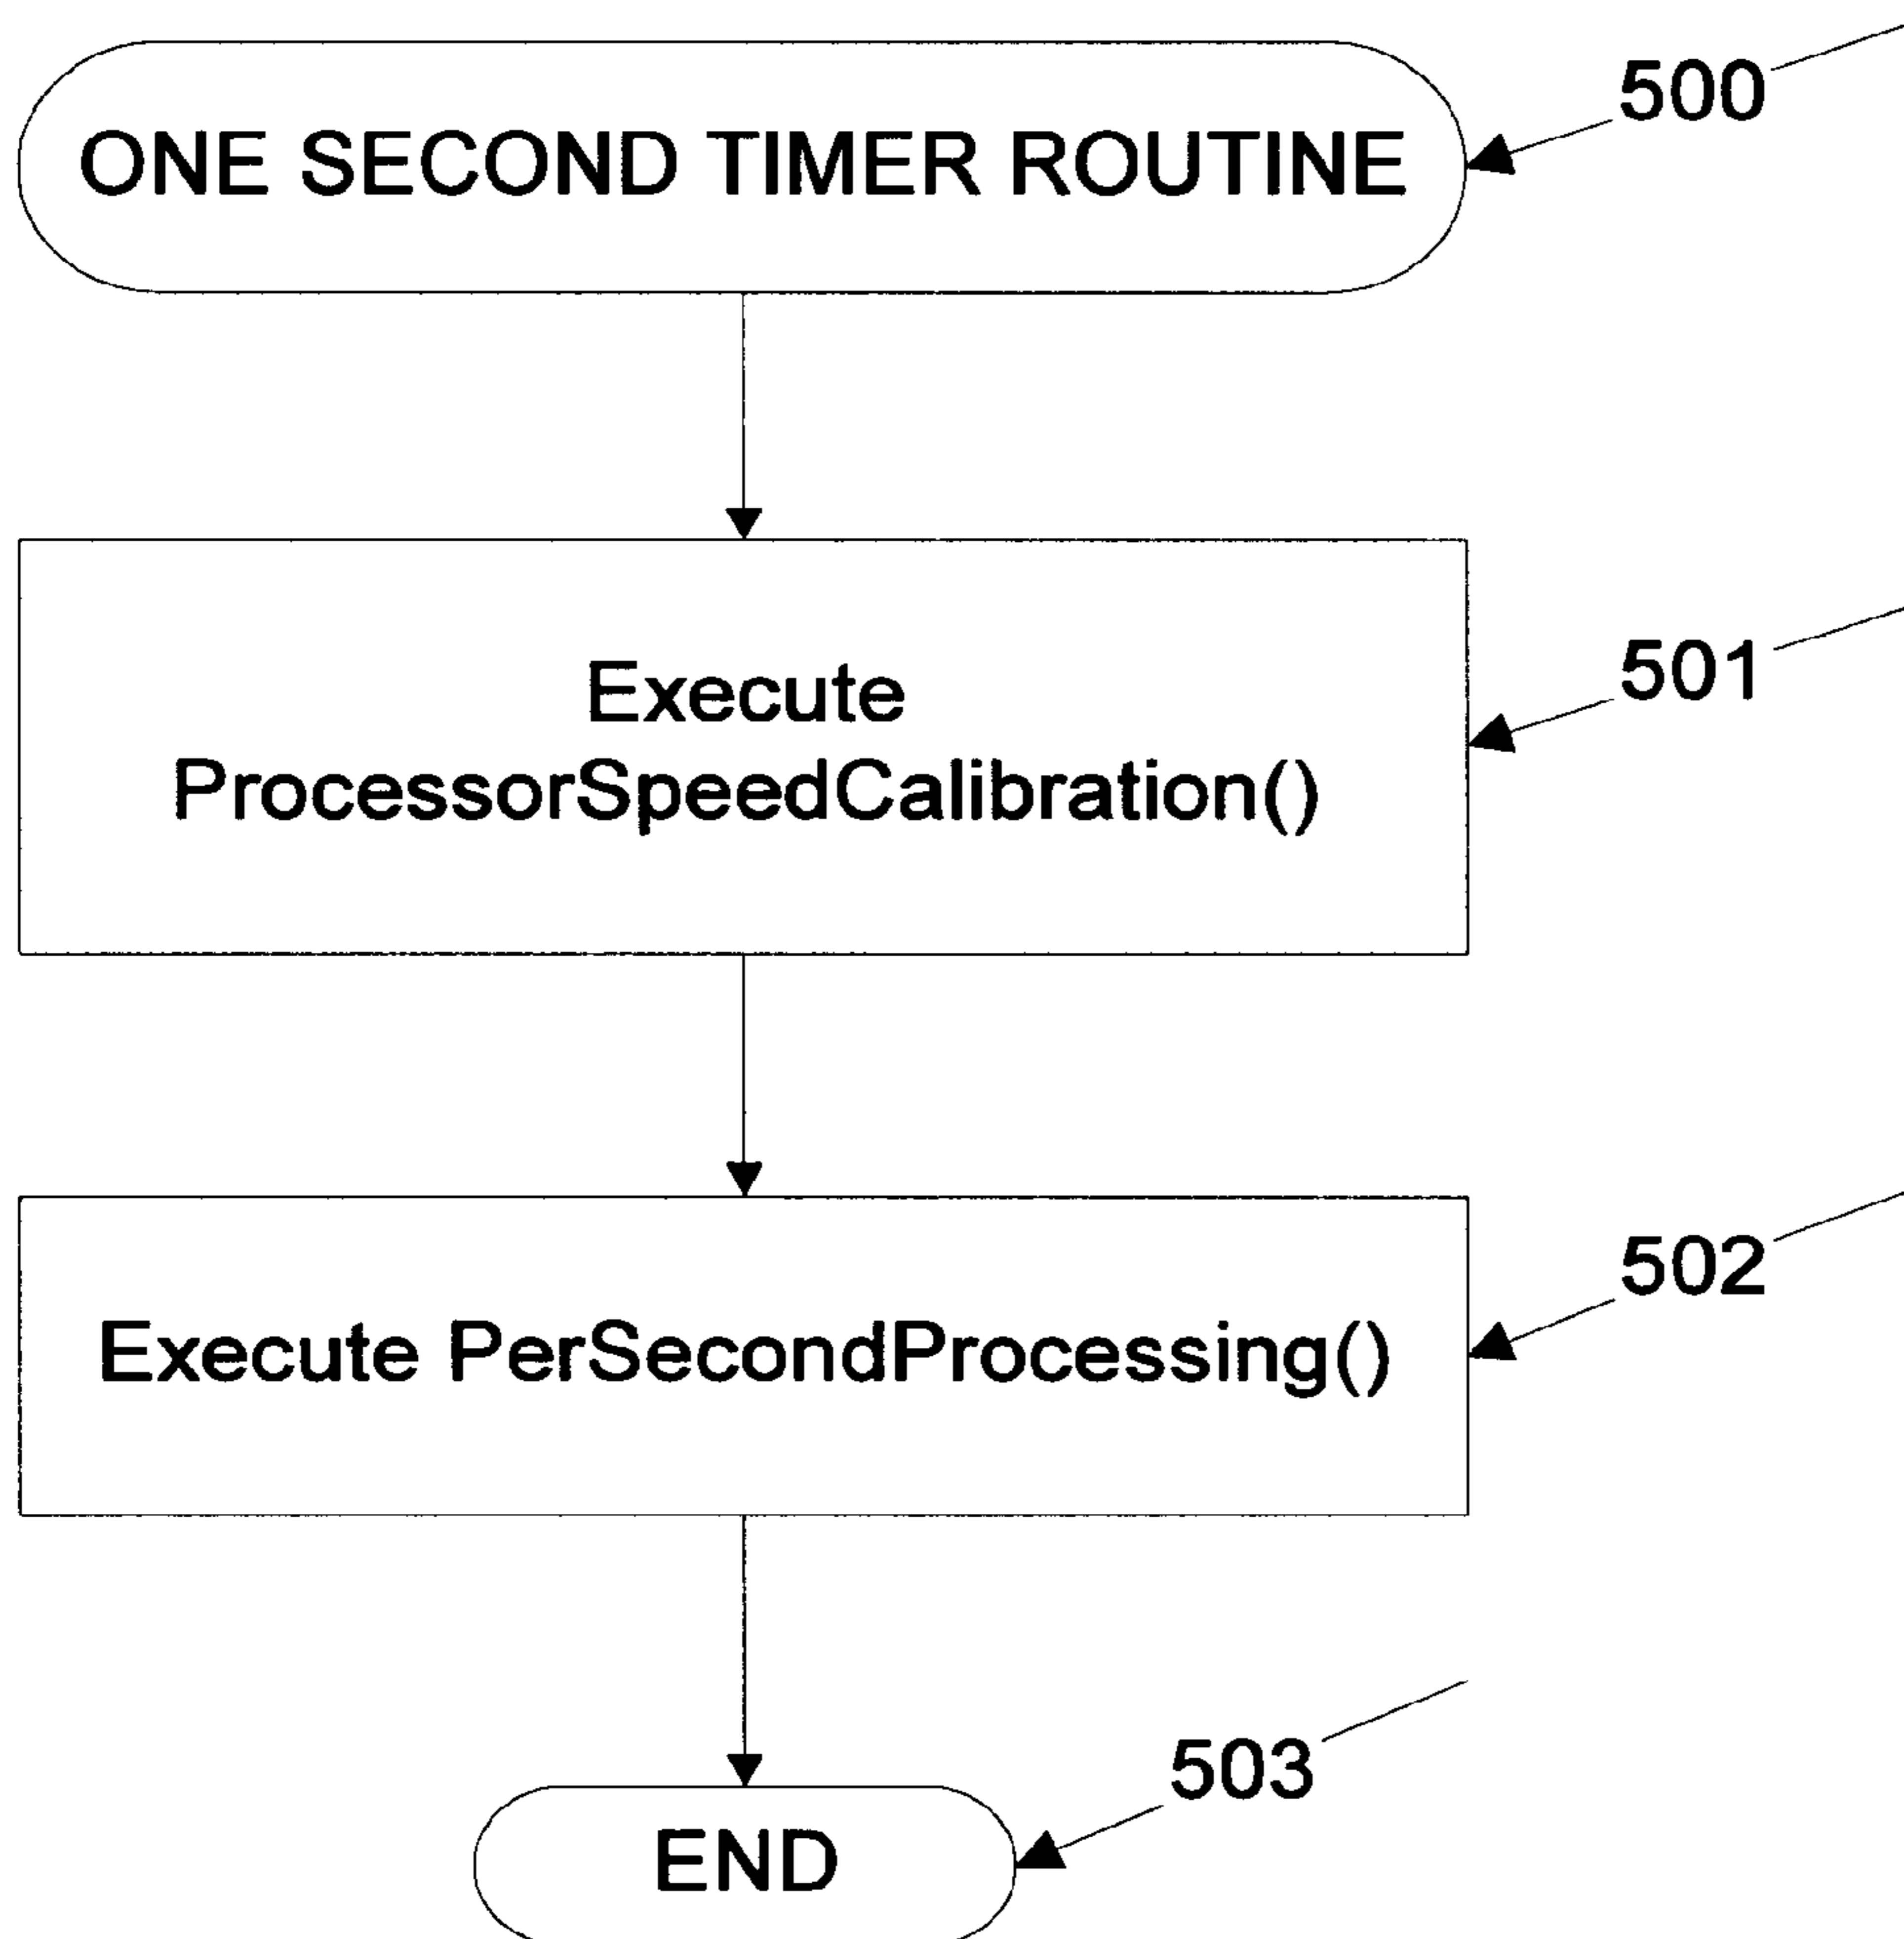 ONE SECOND TIMER ROUTINE
500
Execute
ProcessorSpeedCalibration()
501
Execute PerSecondProcessing()
502
503
END